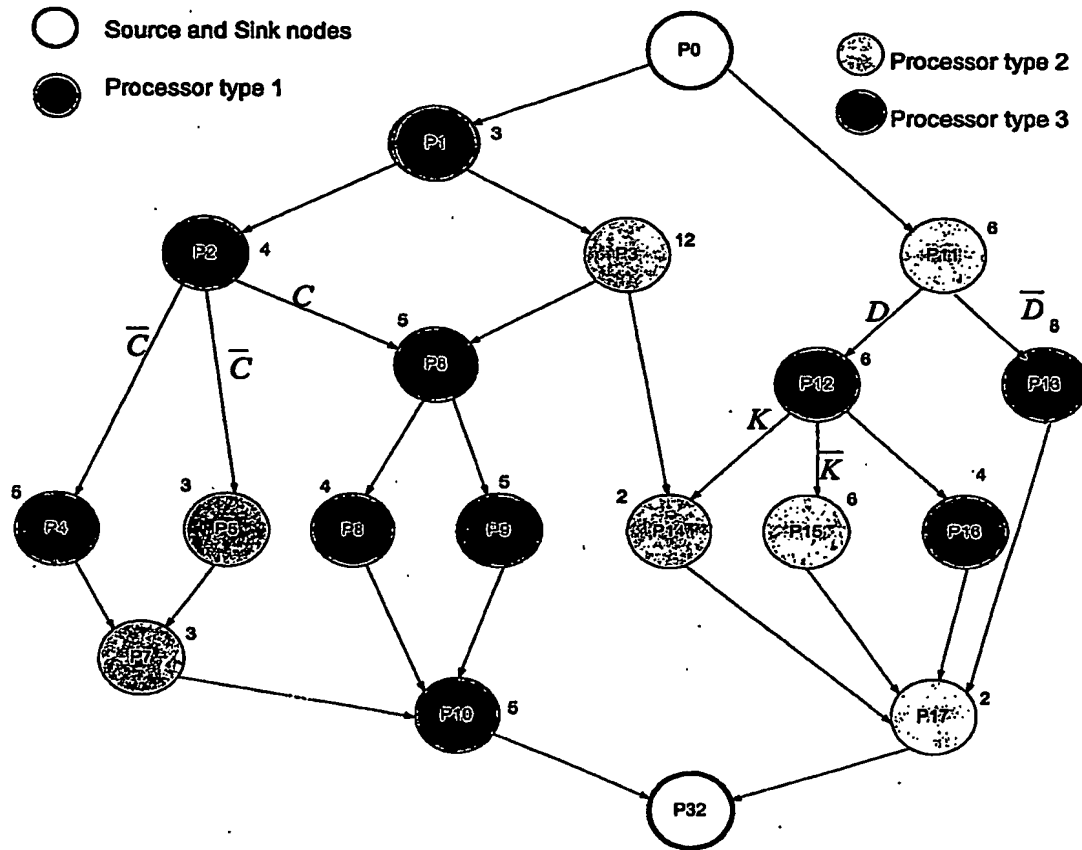 Source and Sink nodes
Processor type 1
Processor type 2
Processor type 3
P0
P1
3
P2
4
P3
12
P11
6
C
C̅
C̅
D
D̅
8
5
P6
P12
6
P13
K
K̅
5
P4
3
P5
4
P8
5
P9
2
P14
6
P15
4
P16
P7
3
P10
5
P17
2
P32